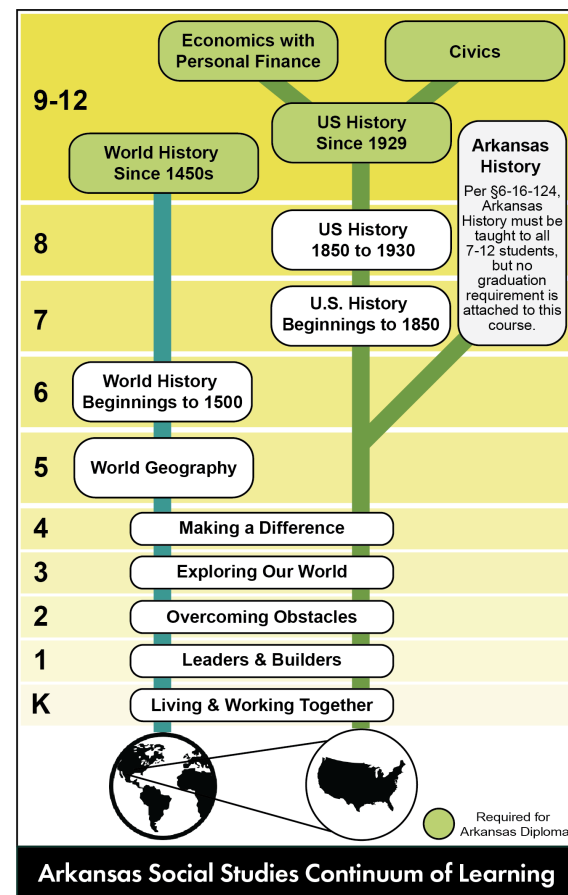 Economics with
Personal Finance
Civics
9-12
US History
Since 1929
World History
Since 1450s
Arkansas
History
Per §6-16-124,
Arkansas
History must be
taught to all
7-12 students,
but no
graduation
requirement is
attached to this
course.
8
US History
1850 to 1930
7
U.S. History
Beginnings to 1850
6
World History
Beginnings to 1500
5
World Geography
4
Making a Difference
3
Exploring Our World
2
Overcoming Obstacles
1
Leaders & Builders
K
Living & Working Together
Required for
Arkansas Diploma
Arkansas Social Studies Continuum of Learning